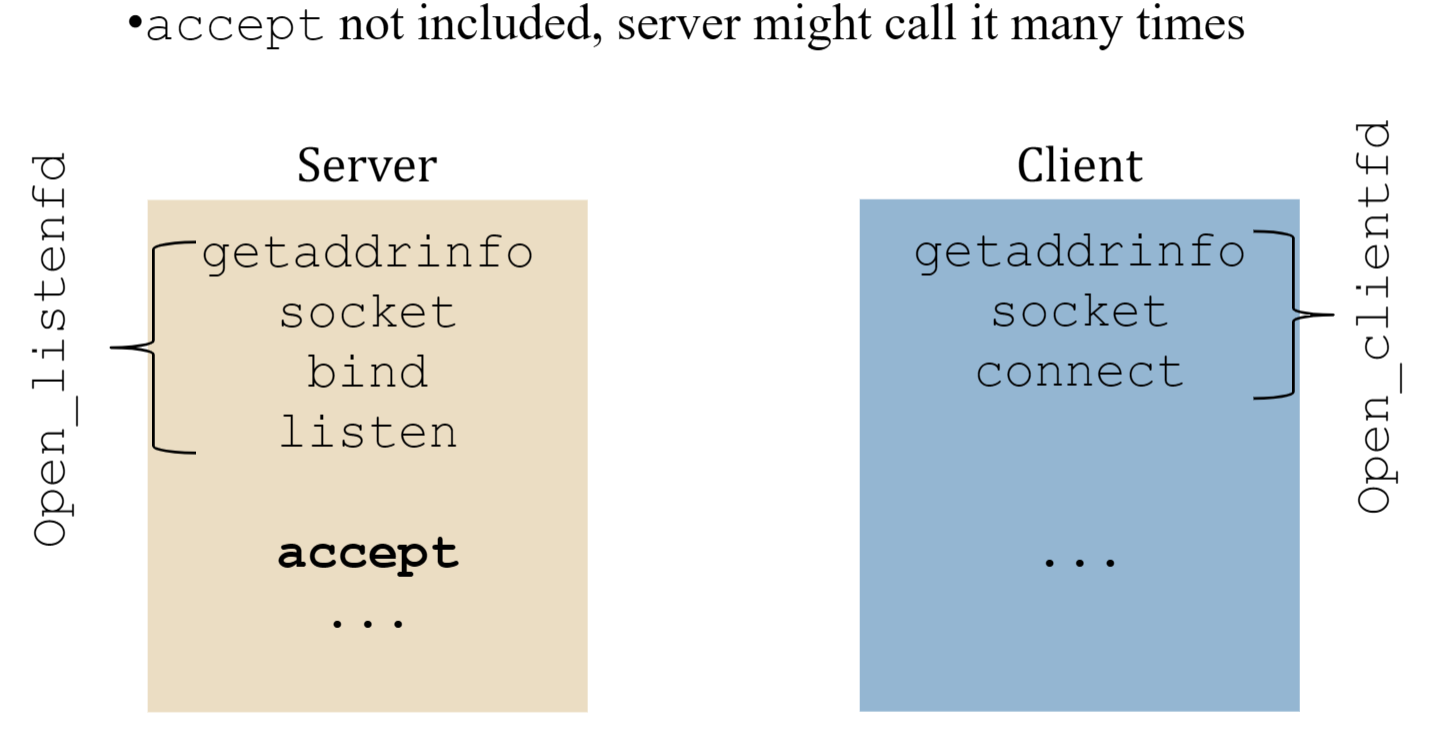 •accept not included, server might call it many times
Open_listenfd
Server
getaddrinfo
socket
bind
listen
accept
...
Client
getaddrinfo
socket
connect
...
Open_clientfd